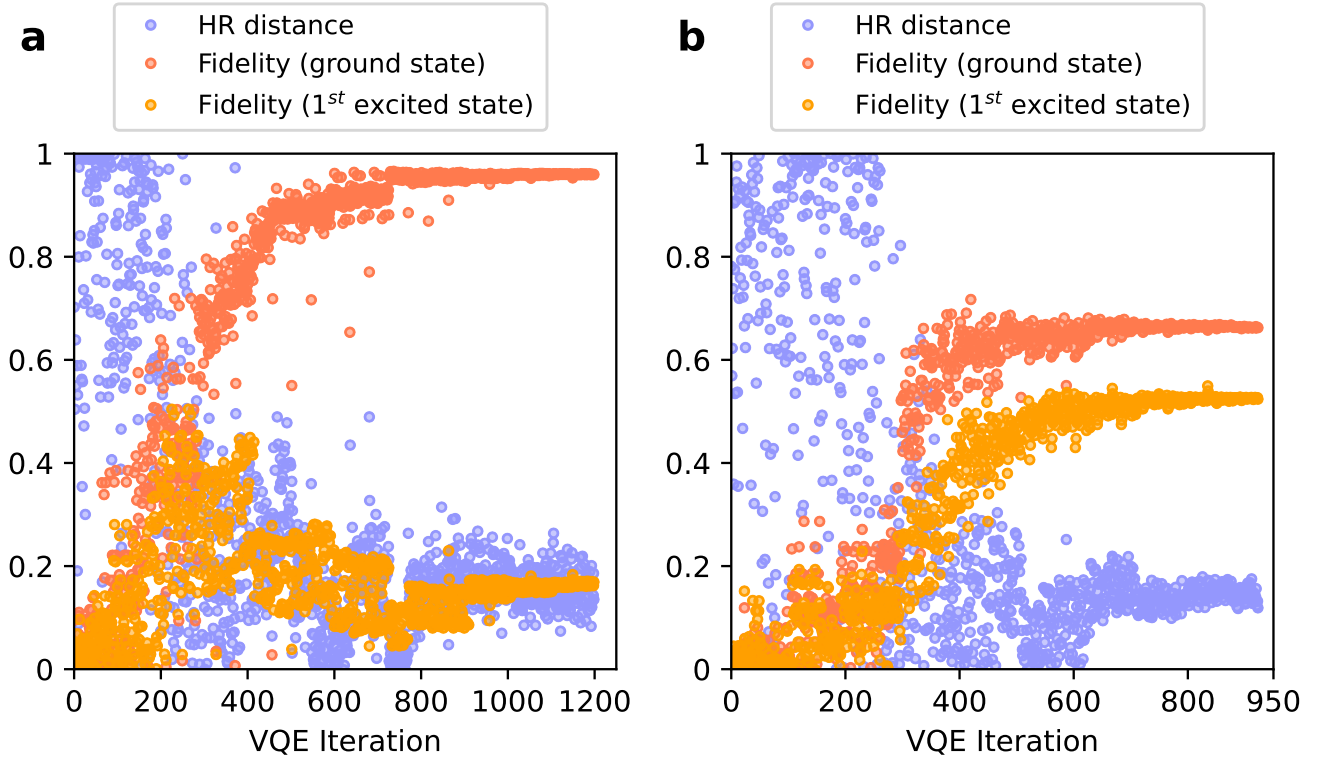 a
HR distance
Fidelity (ground state)
Fidelity (1st excited state)
1
0.8
0.6
0.4
0.2
0
0 200 400 600 800 1000 1200
VQE Iteration
b
HR distance
Fidelity (ground state)
Fidelity (1st excited state)
1
0.8
0.6
0.4
0.2
0
0 200 400 600 800 950
VQE Iteration